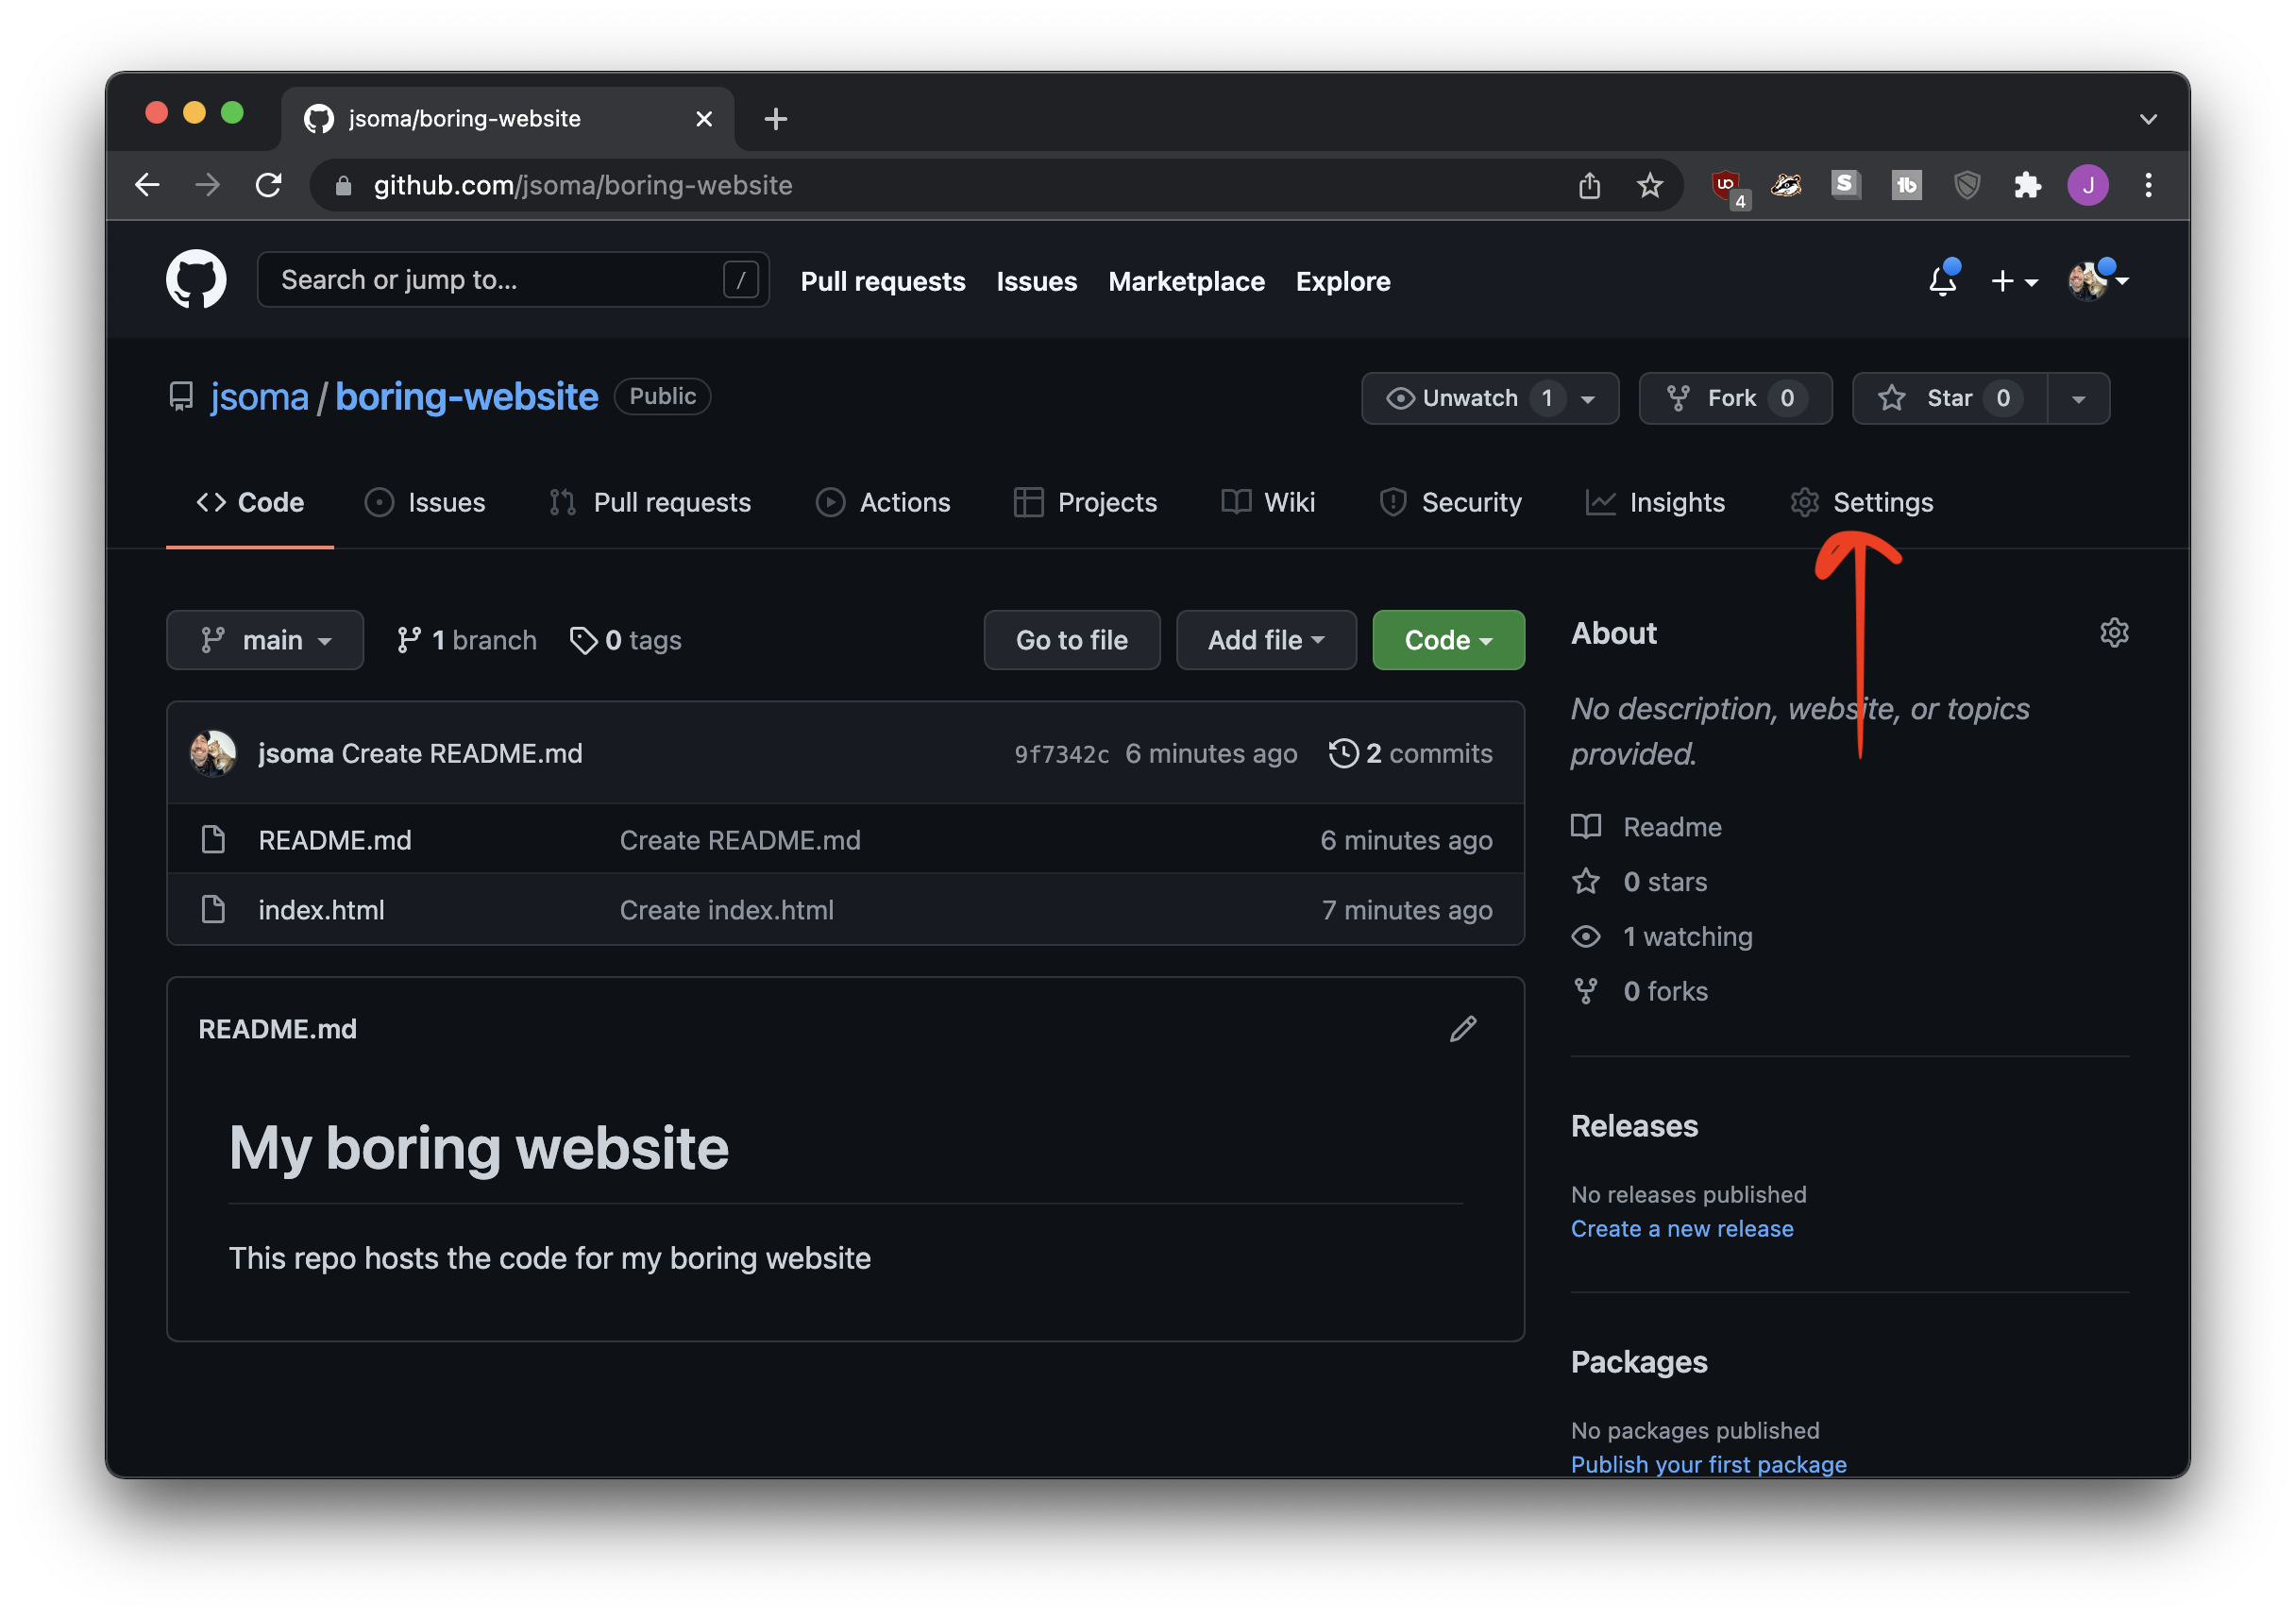 jsoma/boring-website
github.com/jsoma/boring-website
4
J
Search or jump to... /
Pull requests Issues Marketplace Explore
jsoma / boring-website Public
Unwatch 1 Fork 0 Star 0
Code Issues Pull requests Actions Projects Wiki Security Insights Settings
main 1 branch 0 tags
Go to file Add file Code
jsoma Create README.md 9f7342c 6 minutes ago 2 commits
README.md Create README.md 6 minutes ago
index.html Create index.html 7 minutes ago
README.md
My boring website
This repo hosts the code for my boring website
About
No description, website, or topics
provided.
Readme
0 stars
1 watching
0 forks
Releases
No releases published
Create a new release
Packages
No packages published
Publish your first package